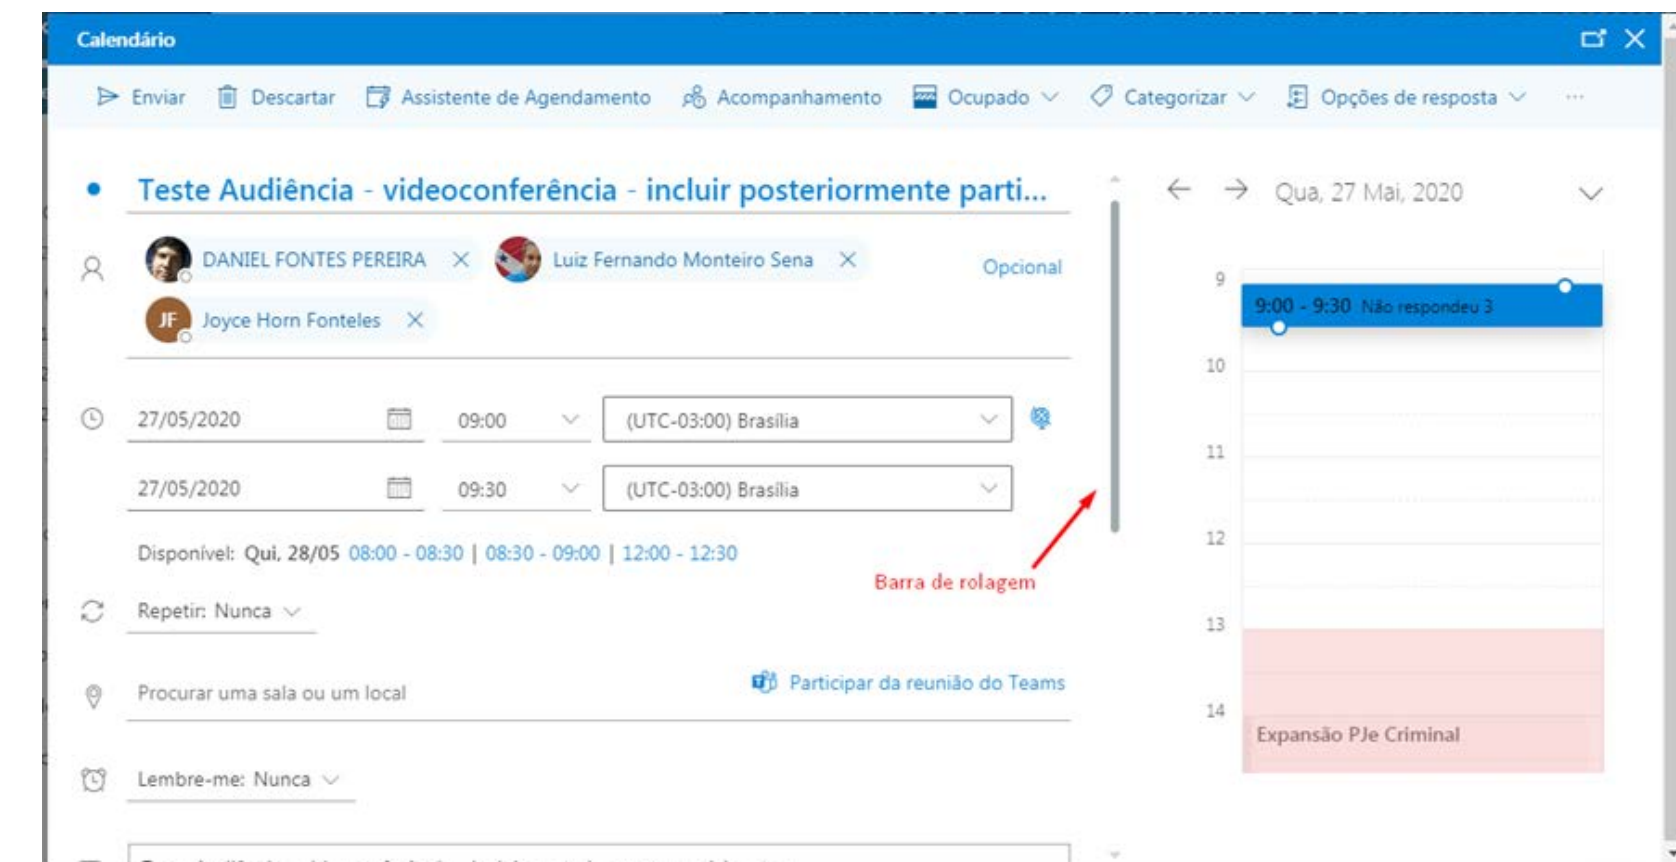 Calendário
Enviar Descartar Assistente de Agendamento Acompanhamento Ocupado Categorizar Opções de resposta ...
Teste Audiência - videoconferência - incluir posteriormente parti...
DANIEL FONTES PEREIRA Luiz Fernando Monteiro Sena Opcional
JF Joyce Horn Fonteles
27/05/2020 09:00 (UTC-03:00) Brasília
27/05/2020 09:30 (UTC-03:00) Brasília
Disponível: Qui, 28/05 08:00 - 08:30 | 08:30 - 09:00 | 12:00 - 12:30
Barra de rolagem
Repetir: Nunca
Procurar uma sala ou um local Participar da reunião do Teams
Lembre-me: Nunca
Qua, 27 Mai, 2020
9
9:00 - 9:30 Não respondeu 3
10
11
12
13
14
Expansão PJe Criminal